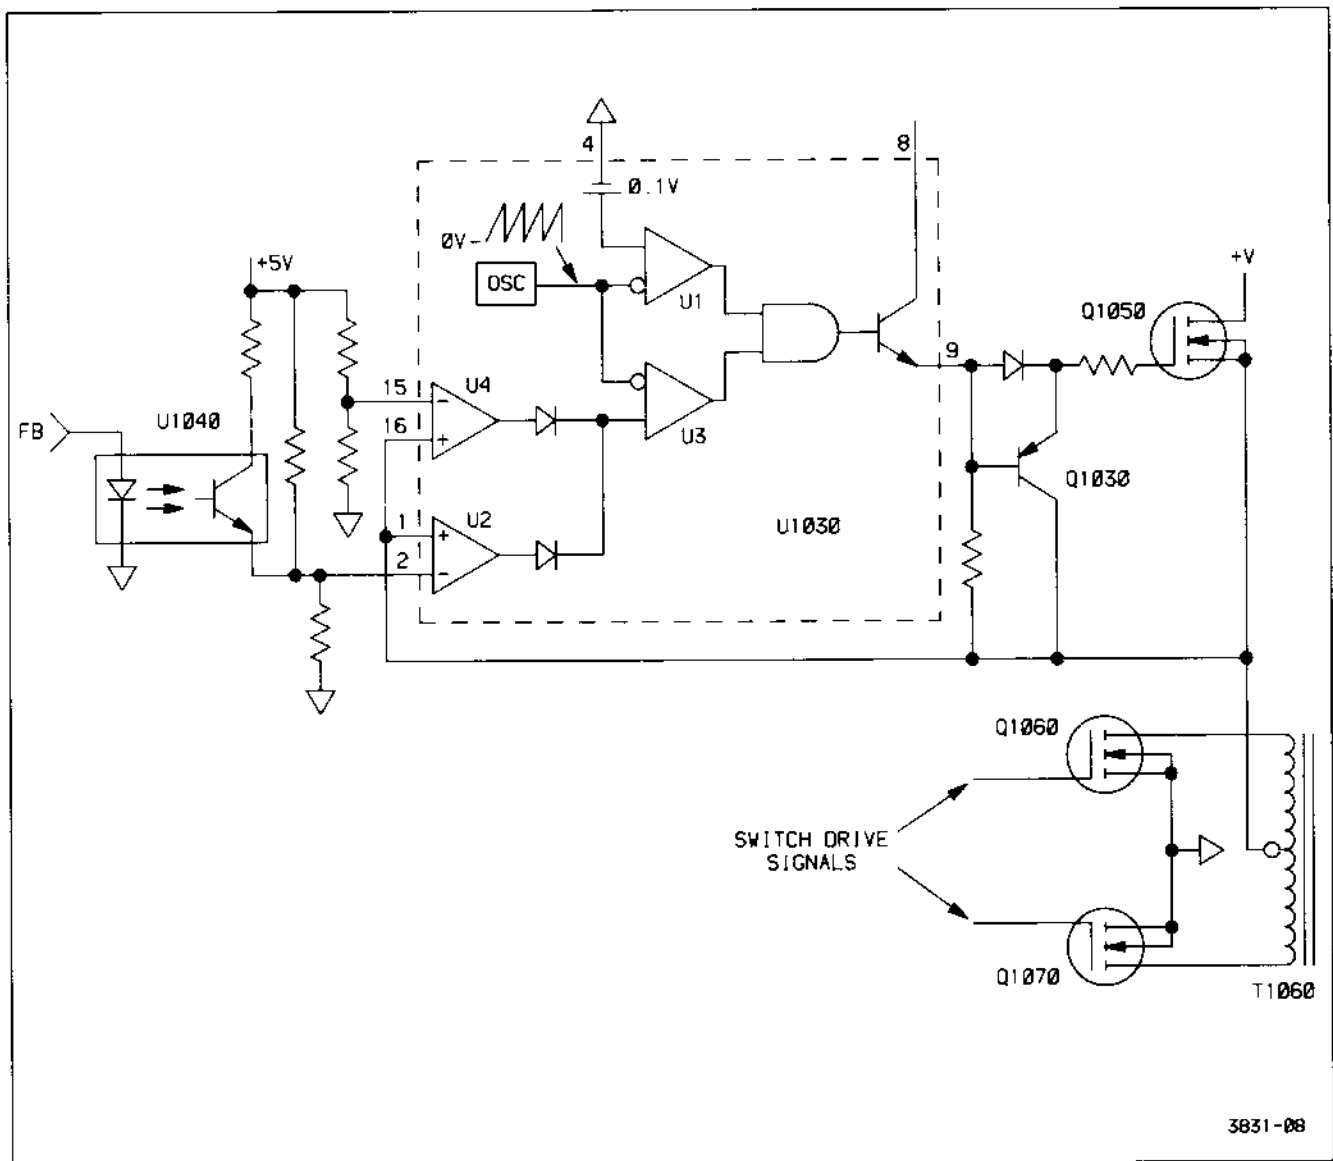 4
8
0.1V
0V-
+5V
OSC
U1
+V
Q1050
9
15
U4
16
U1040
FB
U3
Q1030
1
U2
2
U1030
Q1060
SWITCH DRIVE
SIGNALS
Q1070
T1060
3831-08